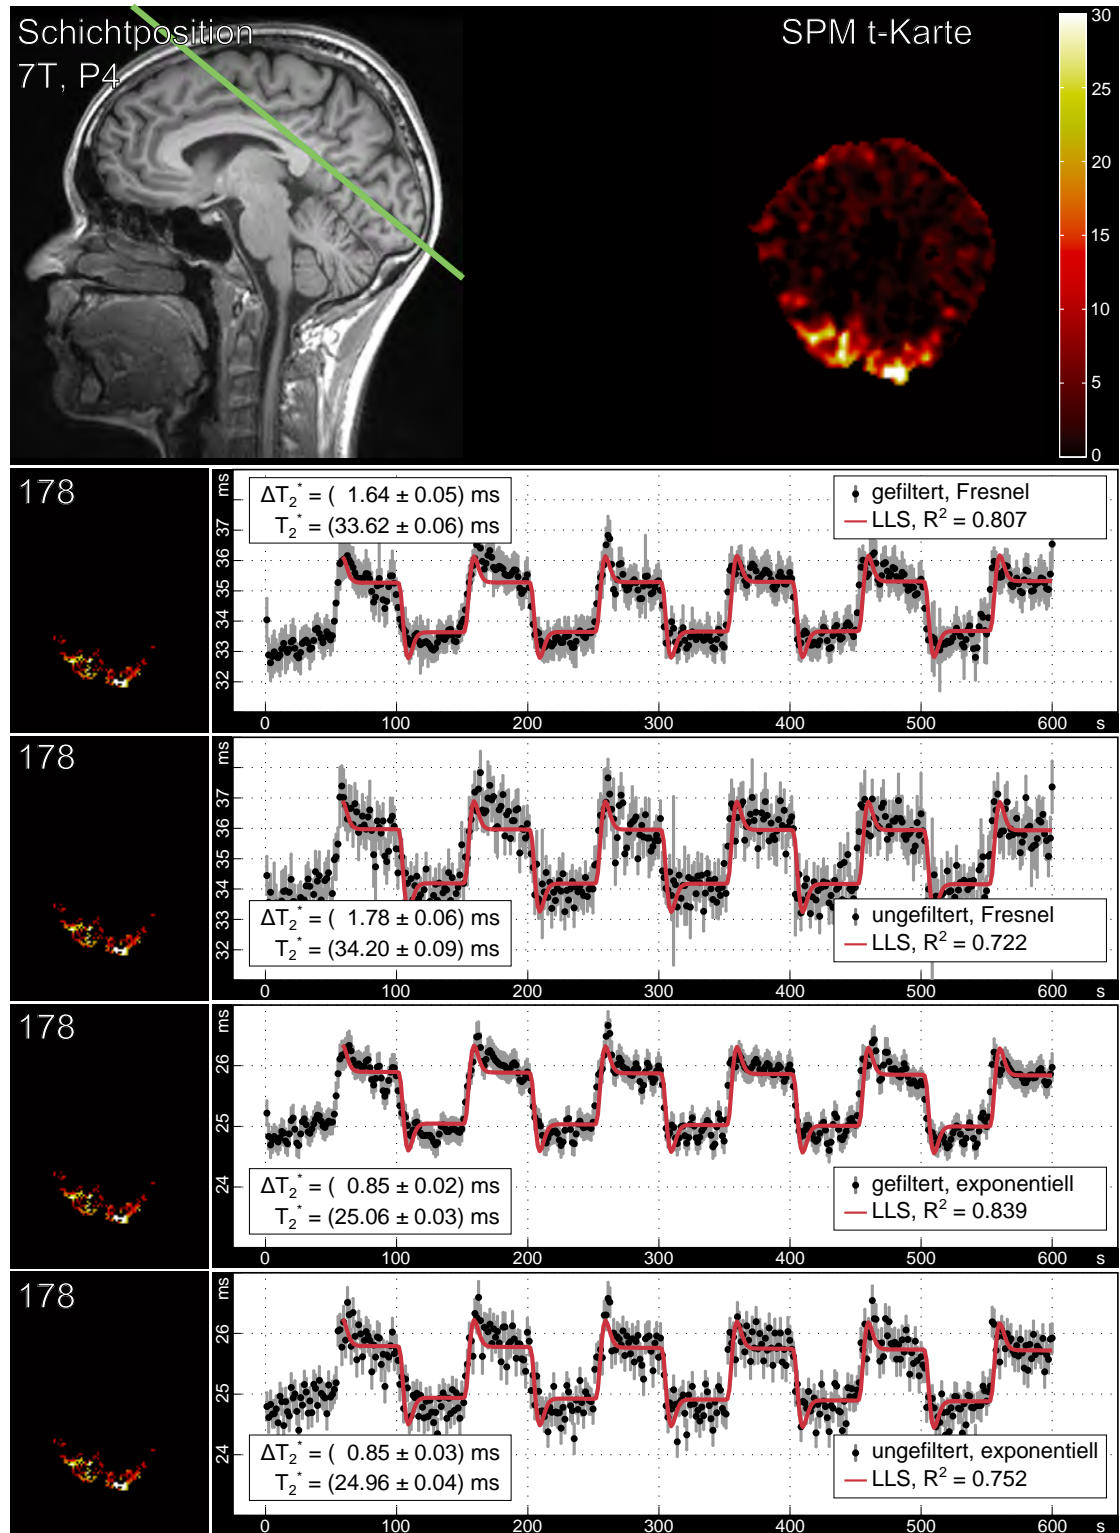 Schichtposition
7T, P4
SPM t-Karte
30
25
20
15
10
5
0
178
ms
37
36
35
34
33
32
ΔT₂* = ( 1.64 ± 0.05) ms
T₂* = (33.62 ± 0.06) ms
gefiltert, Fresnel
LLS, R² = 0.807
0 100 200 300 400 500 600 s
178
ms
37
36
35
34
33
32
ΔT₂* = ( 1.78 ± 0.06) ms
T₂* = (34.20 ± 0.09) ms
ungefiltert, Fresnel
LLS, R² = 0.722
0 100 200 300 400 500 600 s
178
ms
26
25
24
ΔT₂* = ( 0.85 ± 0.02) ms
T₂* = (25.06 ± 0.03) ms
gefiltert, exponentiell
LLS, R² = 0.839
0 100 200 300 400 500 600 s
178
ms
26
25
24
ΔT₂* = ( 0.85 ± 0.03) ms
T₂* = (24.96 ± 0.04) ms
ungefiltert, exponentiell
LLS, R² = 0.752
0 100 200 300 400 500 600 s